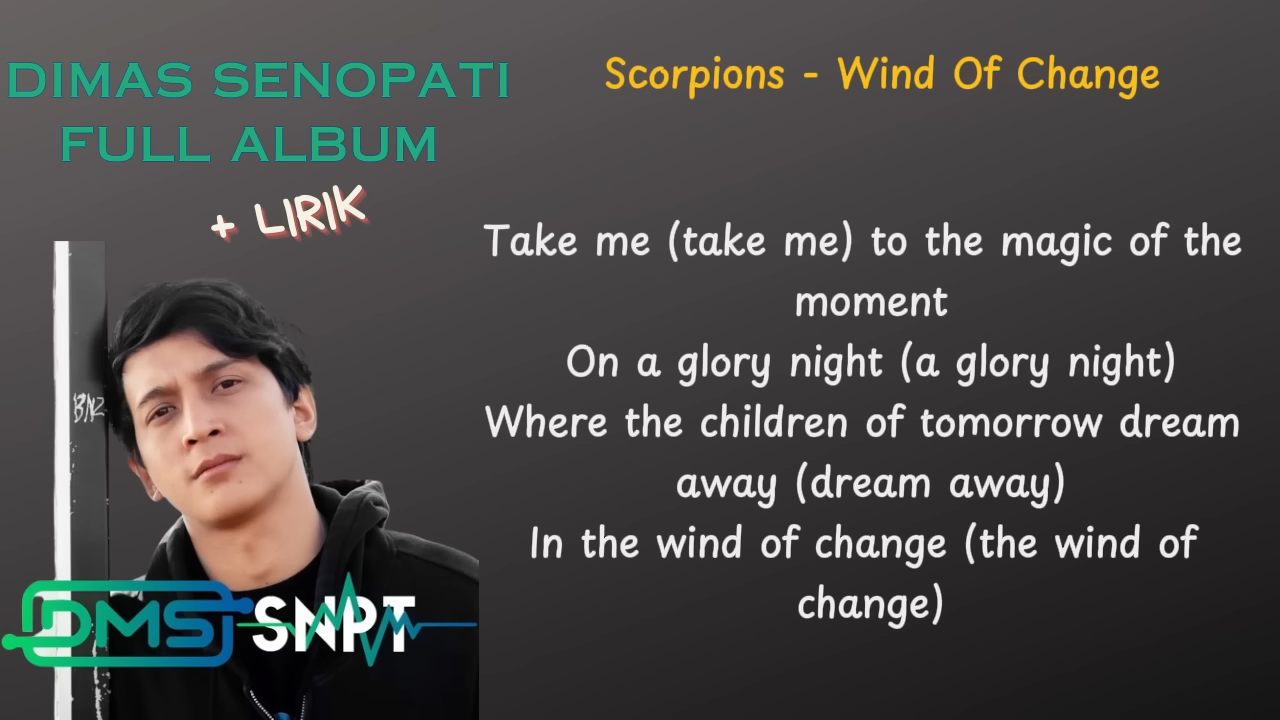 DIMAS SENOPATI
FULL ALBUM
+ LIRIK
BNZ
DMS SNPT
Scorpions - Wind Of Change
Take me (take me) to the magic of the
moment
On a glory night (a glory night)
Where the children of tomorrow dream
away (dream away)
In the wind of change (the wind of
change)